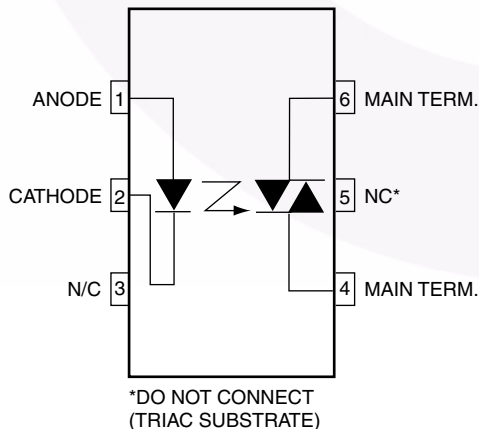 ANODE 1
6 MAIN TERM.
CATHODE 2
5 NC*
N/C 3
4 MAIN TERM.
*DO NOT CONNECT
(TRIAC SUBSTRATE)